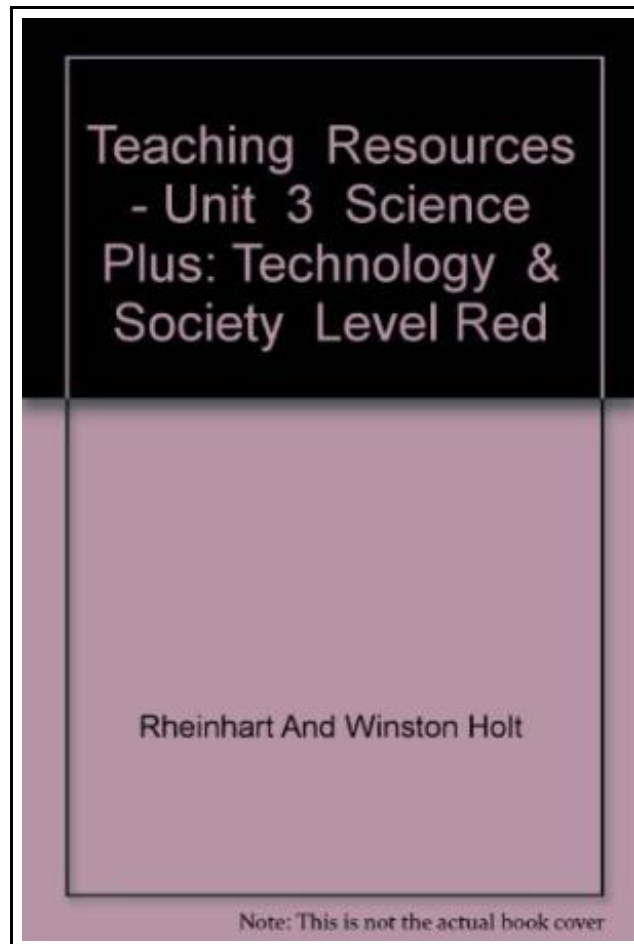 Teaching Resources
- Unit 3 Science
Plus: Technology &
Society Level Red
Rheinhart And Winston Holt
Note: This is not the actual book cover